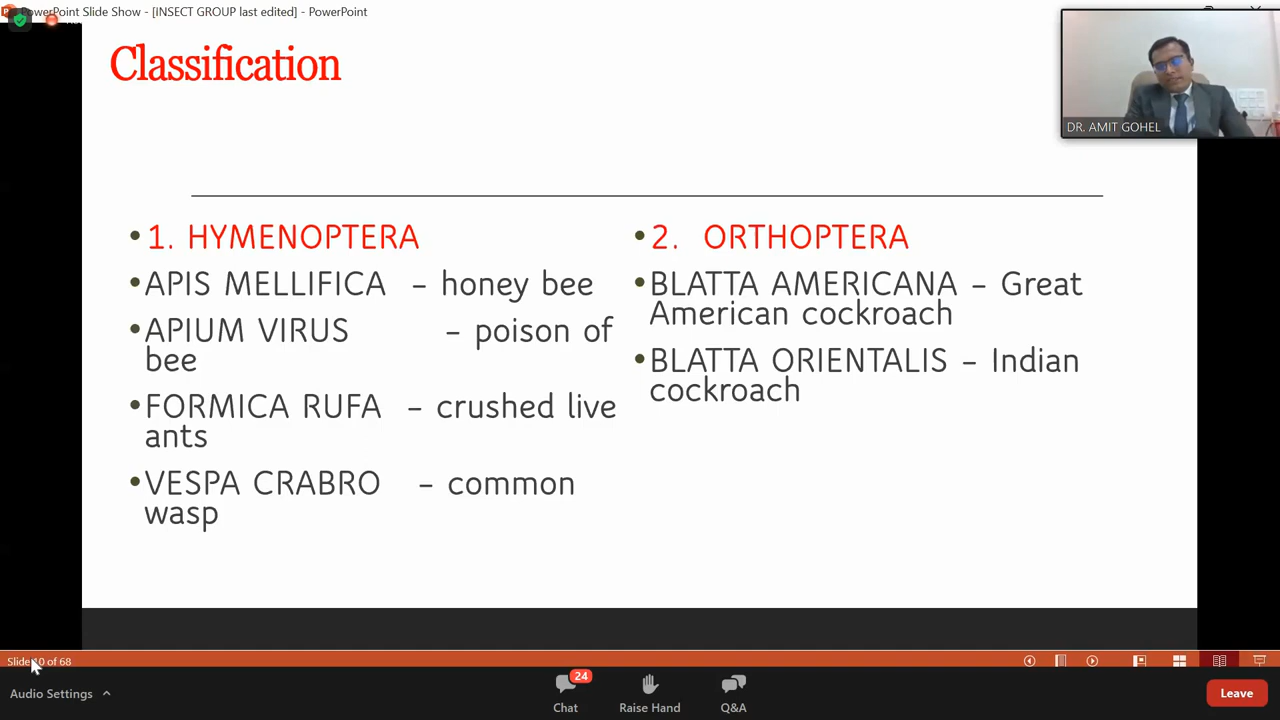 PowerPoint Slide Show - [INSECT GROUP last edited] - PowerPoint
Classification
DR. AMIT GOHEL
• 1. HYMENOPTERA
• APIS MELLIFICA – honey bee
• APIUM VIRUS – poison of
bee
• FORMICA RUFA – crushed live
ants
• VESPA CRABRO – common
wasp
• 2. ORTHOPTERA
• BLATTA AMERICANA – Great
American cockroach
• BLATTA ORIENTALIS – Indian
cockroach
Slide 10 of 68
Audio Settings
24
Chat
Raise Hand
Q&A
Leave